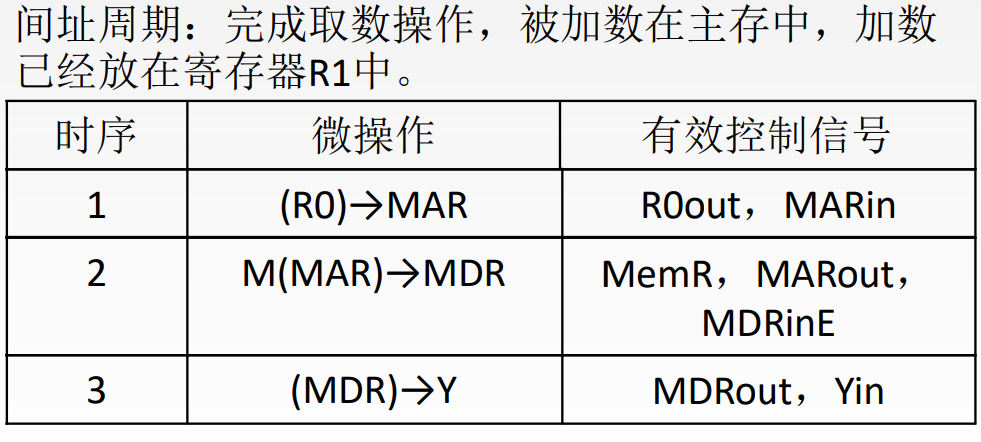 间址周期：完成取数操作，被加数在主存中，加数
已经放在寄存器R1中。
时序 微操作 有效控制信号
1 (R0)→MAR R0out，MARin
2 M(MAR)→MDR MemR，MARout，
MDRinE
3 (MDR)→Y MDRout，Yin